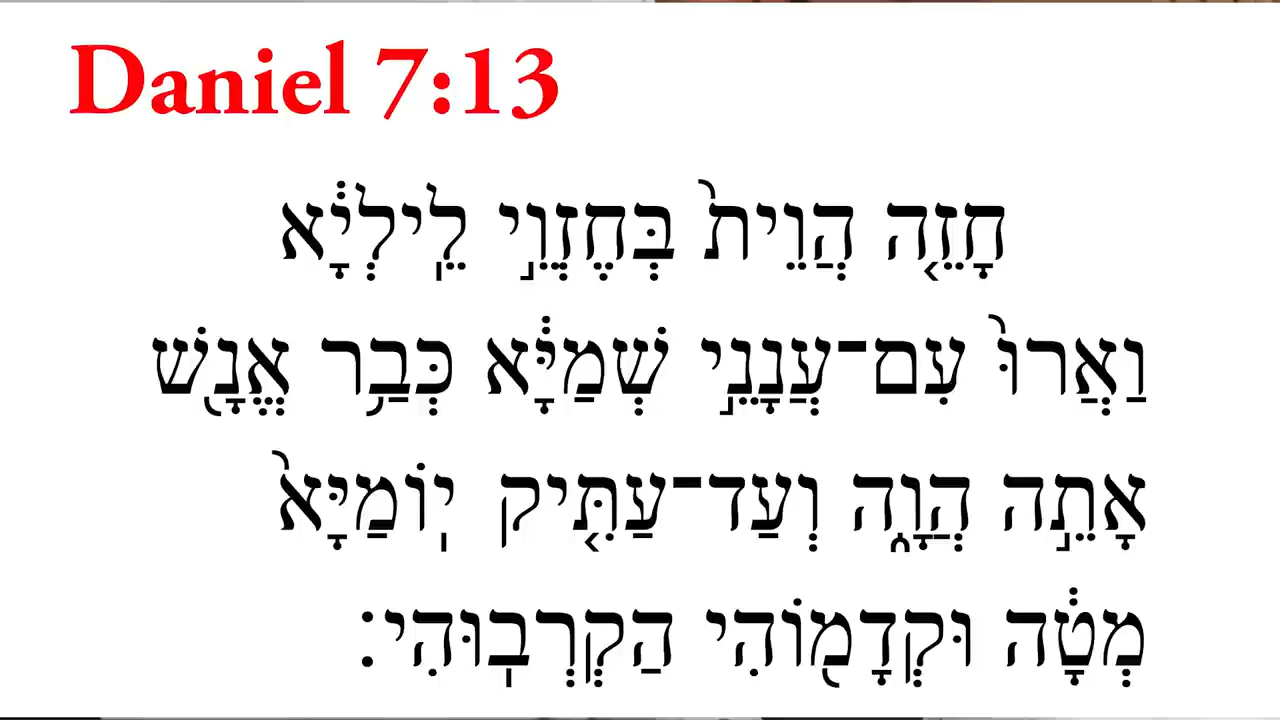 Daniel 7:13
חָזֵ֤ה הֲוֵית֙ בְּחֶזְוֵ֣י לֵֽילְיָ֔א
וַאֲרוּ֙ עִם־עֲנָנֵ֣י שְׁמַיָּ֔א כְּבַ֥ר אֱנָ֖שׁ
אָתֵ֣ה הֲוָ֑ה וְעַד־עַתִּ֤יק יֽוֹמַיָּא֙
מְטָ֔ה וּקְדָמ֖וֹהִי הַקְרְבֽוּהִי׃